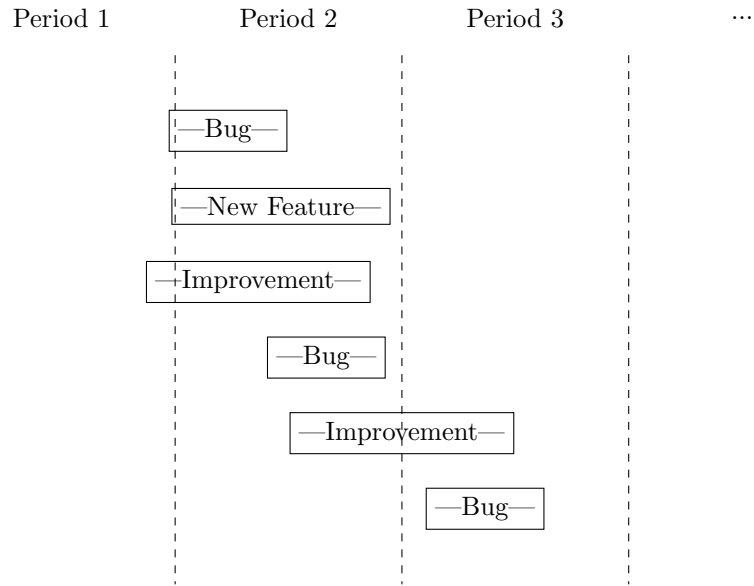 Period 1 Period 2 Period 3 ...
—Bug—
—New Feature—
—Improvement—
—Bug—
—Improvement—
—Bug—